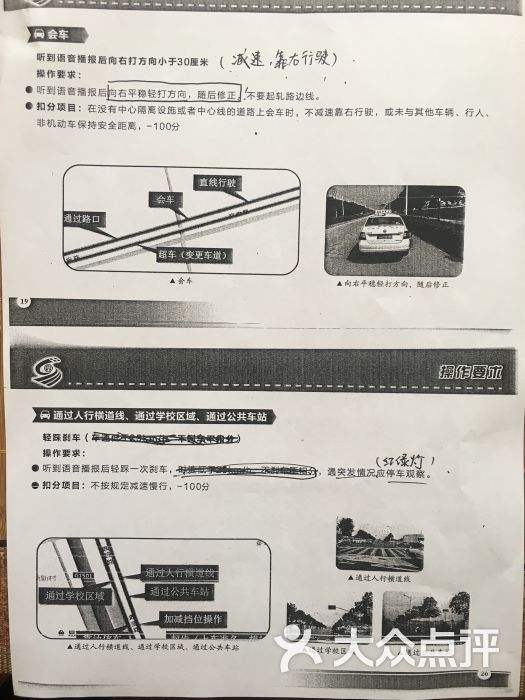 会车
听到语音播报后向右打方向小于30厘米（减速,靠右行驶）
操作要求：
听到语音播报后向右平稳轻打方向，随后修正，不要起轧路边线。
扣分项目：在没有中心隔离设施或者中心线的道路上会车时，不减速靠右行驶，或未与其他车辆、行人、
非机动车保持安全距离，-100分
直线行驶
会车
通过路口
超车（变更车道）
▲会车
▲向右平稳轻打方向，随后修正
19
操作要求
通过人行横道线、通过学校区域、通过公共车站
轻踩刹车（
操作要求：
（红绿灯）
听到语音播报后轻踩一次刹车，遇突发情况应停车观察。
扣分项目：不按规定减速慢行，-100分
通过人行横道线
通过学校区域
通过公共车站
加减挡位操作
▲通过人行横道线
▲通过人行横道线、通过学校区域、通过公共车站
通过学校区
通过
20
大众点评